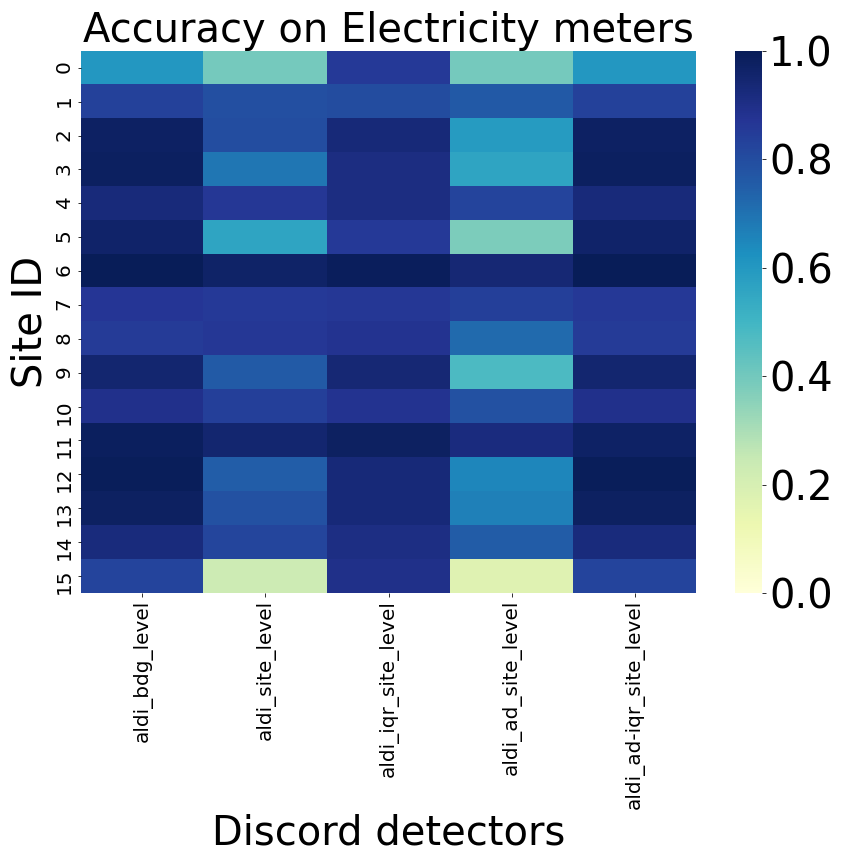 Accuracy on Electricity meters
Site ID
0
1
2
3
4
5
6
7
8
9
10
11
12
13
14
15
aldi_bdg_level
aldi_site_level
aldi_iqr_site_level
aldi_ad_site_level
aldi_ad-iqr_site_level
Discord detectors
1.0
0.8
0.6
0.4
0.2
0.0